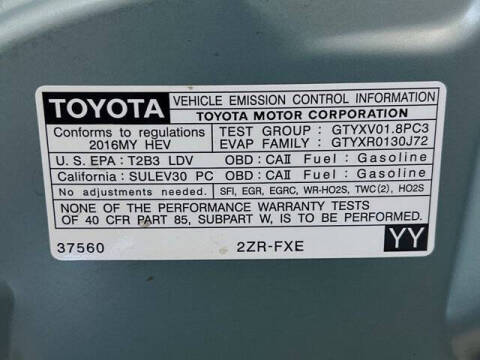 TOYOTA VEHICLE EMISSION CONTROL INFORMATION
TOYOTA MOTOR CORPORATION
Conforms to regulations TEST GROUP : GTYXV01.8PC3
2016MY HEV EVAP FAMILY : GTYXR0130J72
U.S. EPA : T2B3 LDV OBD : CAII Fuel : Gasoline
California : SULEV30 PC OBD : CAII Fuel : Gasoline
No adjustments needed. SFI, EGR, EGRC, WR-HO2S, TWC(2), HO2S
NONE OF THE PERFORMANCE WARRANTY TESTS
OF 40 CFR PART 85, SUBPART W, IS TO BE PERFORMED.
37560 2ZR-FXE YY